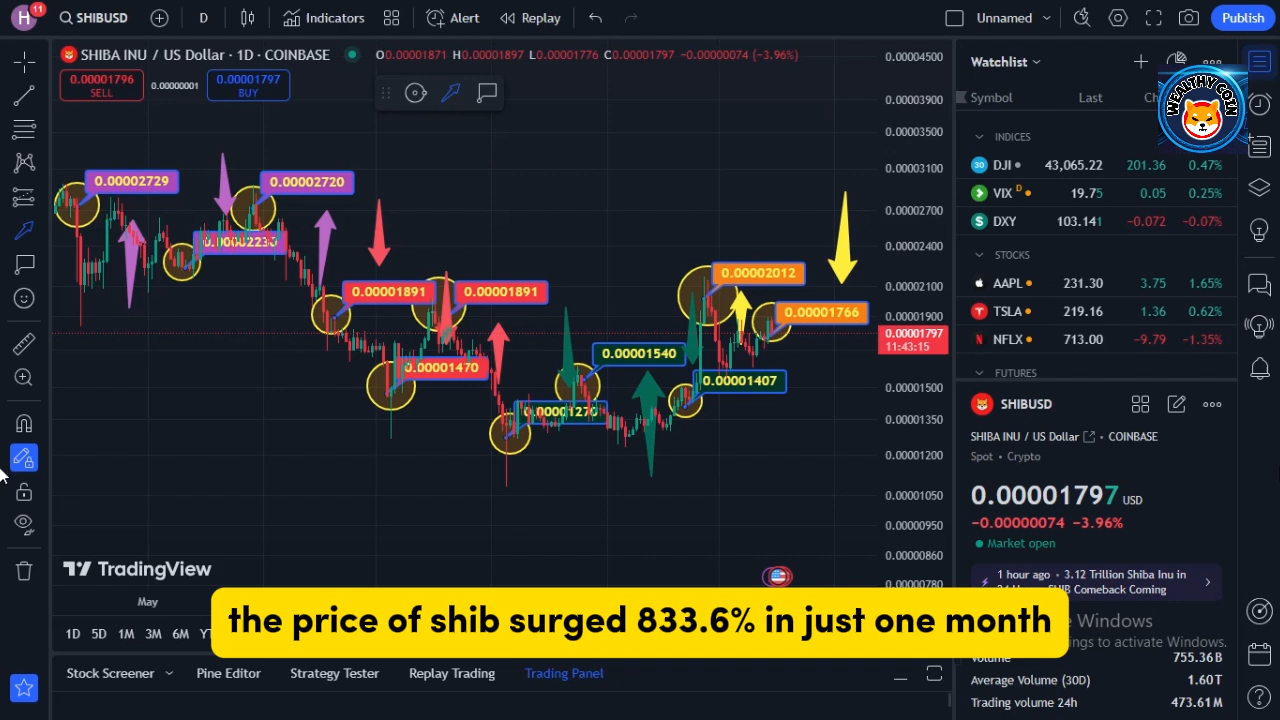 H
11
SHIBUSD
D
Indicators
Alert
Replay
Unnamed
Publish
SHIBA INU / US Dollar · 1D · COINBASE
O0.00001871 H0.00001897 L0.00001776 C0.00001797 −0.00000074 (−3.96%)
0.00001796
SELL
0.00000001
0.00001797
BUY
0.00002729
0.00002720
0.00002230
0.00001891
0.00001891
0.00001470
0.00001270
0.00001540
0.00001407
0.00002012
0.00001766
0.00004500
0.00003900
0.00003500
0.00003100
0.00002700
0.00002400
0.00002100
0.00001900
0.00001797
11:43:15
0.00001500
0.00001350
0.00001200
0.00001050
0.00000950
0.00000860
0.00000780
TradingView
May
1D 5D 1M 3M 6M
the price of shib surged 833.6% in just one month
Stock Screener
Pine Editor
Strategy Tester
Replay Trading
Trading Panel
Watchlist
WEALTHYCOIN
Symbol Last
INDICES
30 DJI 43,065.22 201.36 0.47%
VIX D 19.75 0.05 0.25%
$ DXY 103.141 −0.072 −0.07%
STOCKS
AAPL 231.30 3.75 1.65%
TSLA 219.16 1.36 0.62%
NFLX 713.00 −9.79 −1.35%
FUTURES
SHIBUSD
SHIBA INU / US Dollar · COINBASE
Spot · Crypto
0.00001797 USD
−0.00000074 −3.96%
Market open
1 hour ago · 3.12 Trillion Shiba Inu in
Comeback Coming
Windows
to activate Windows.
Volume 755.36B
Average Volume (30D) 1.60T
Trading volume 24h 473.61M